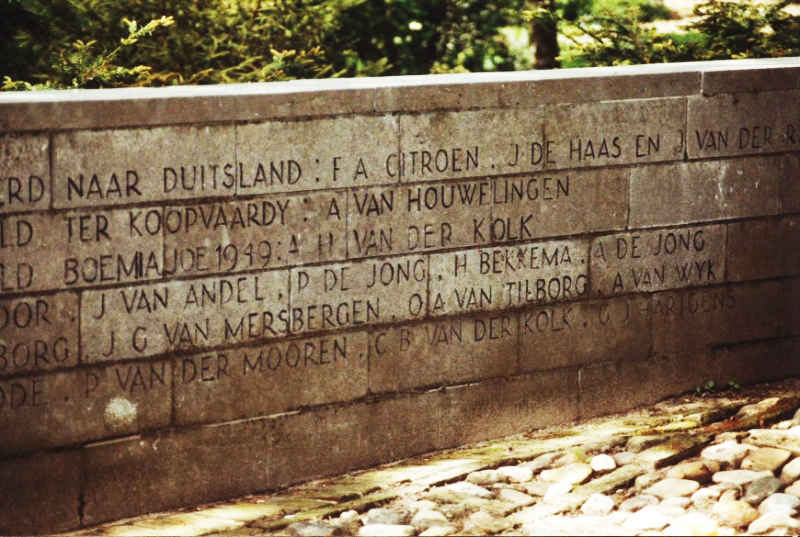 ERD NAAR DUITSLAND : F A CITROEN . J DE HAAS EN J VAN DER R
LD TER KOOPVAARDY : A VAN HOUWELINGEN
LD BOEMIAJOE 1949 : A H VAN DER KOLK
OOR . J VAN ANDEL . P DE JONG . H BEKKEMA . A DE JONG
BORG . J G VAN MERSBERGEN . O A VAN TILBORG . A VAN WYK
ODE . P VAN DER MOOREN . C B VAN DER KOLK . G J HARTGENS